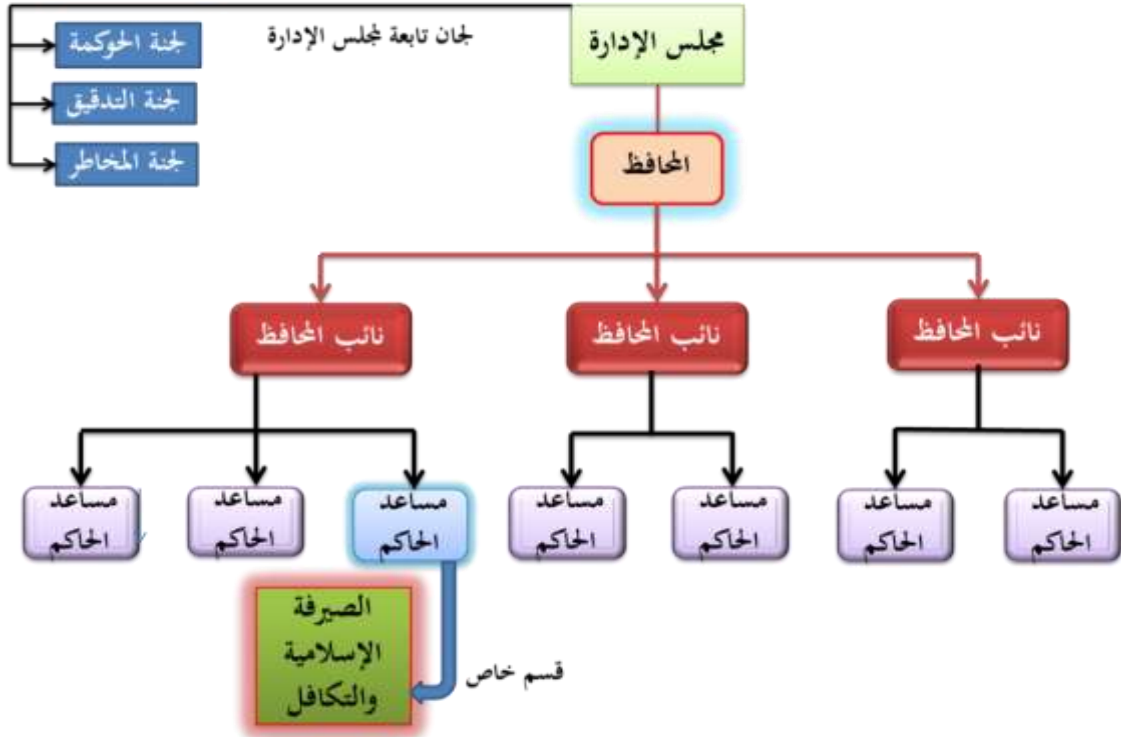 مجلس الإدارة
لجان تابعة لمجلس الإدارة
لجنة الحوكمة
لجنة التدقيق
لجنة المخاطر
المحافظ
نائب المحافظ
نائب المحافظ
نائب المحافظ
مساعد
الحاكم
مساعد
الحاكم
مساعد
الحاكم
مساعد
الحاكم
مساعد
الحاكم
مساعد
الحاكم
مساعد
الحاكم
قسم خاص
الصيرفة
الإسلامية
والتكافل